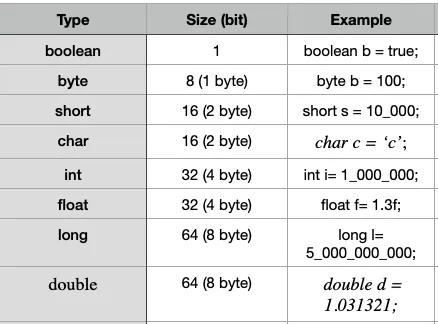 Type Size (bit) Example
boolean 1 boolean b = true;
byte 8 (1 byte) byte b = 100;
short 16 (2 byte) short s = 10_000;
char 16 (2 byte) char c = ‘c’;
int 32 (4 byte) int i= 1_000_000;
float 32 (4 byte) float f= 1.3f;
long 64 (8 byte) long l=
5_000_000_000;
double 64 (8 byte) double d =
1.031321;